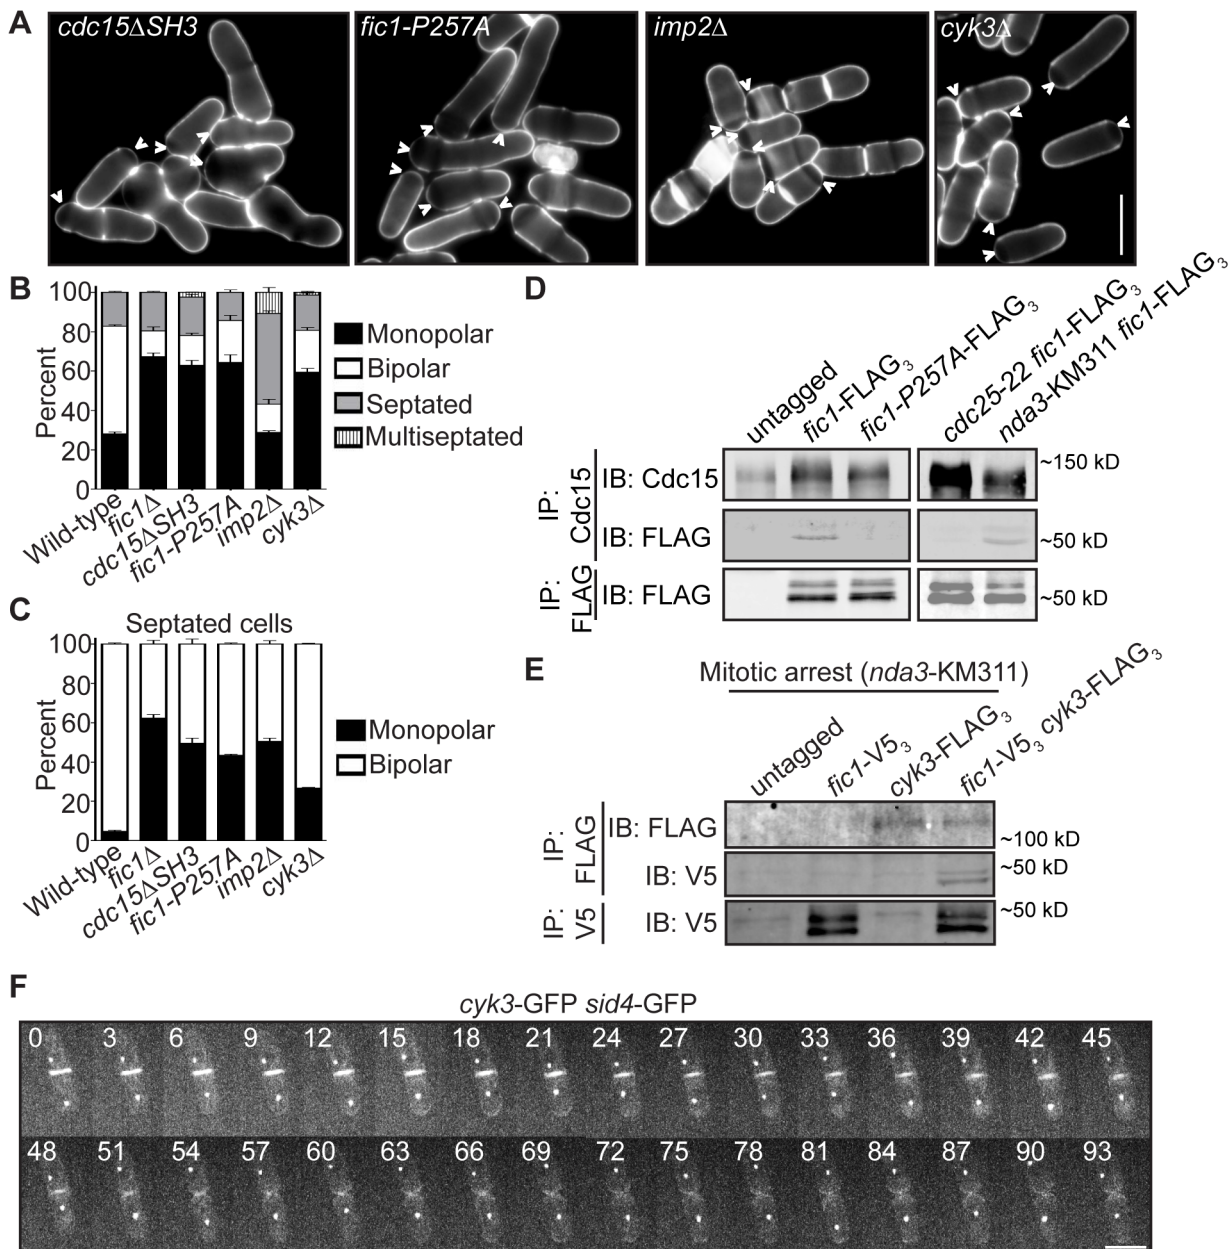 A
cdc15ΔSH3
fic1-P257A
imp2Δ
cyk3Δ
B
100
80
60
40
20
0
Percent
Wild-type
fic1Δ
cdc15ΔSH3
fic1-P257A
imp2Δ
cyk3Δ
Monopolar
Bipolar
Septated
Multiseptated
C
Septated cells
100
80
60
40
20
0
Percent
Wild-type
fic1Δ
cdc15ΔSH3
fic1-P257A
imp2Δ
cyk3Δ
Monopolar
Bipolar
D
untagged
fic1-FLAG3
fic1-P257A-FLAG3
cdc25-22 fic1-FLAG3
nda3-KM311 fic1-FLAG3
IP: Cdc15
IB: Cdc15
~150 kD
IB: FLAG
~50 kD
IP: FLAG
IB: FLAG
~50 kD
E
Mitotic arrest (nda3-KM311)
untagged
fic1-V53
cyk3-FLAG3
fic1-V53 cyk3-FLAG3
IP: FLAG
IB: FLAG
~100 kD
IB: V5
~50 kD
IP: V5
IB: V5
~50 kD
F
cyk3-GFP sid4-GFP
0 3 6 9 12 15 18 21 24 27 30 33 36 39 42 45
48 51 54 57 60 63 66 69 72 75 78 81 84 87 90 93